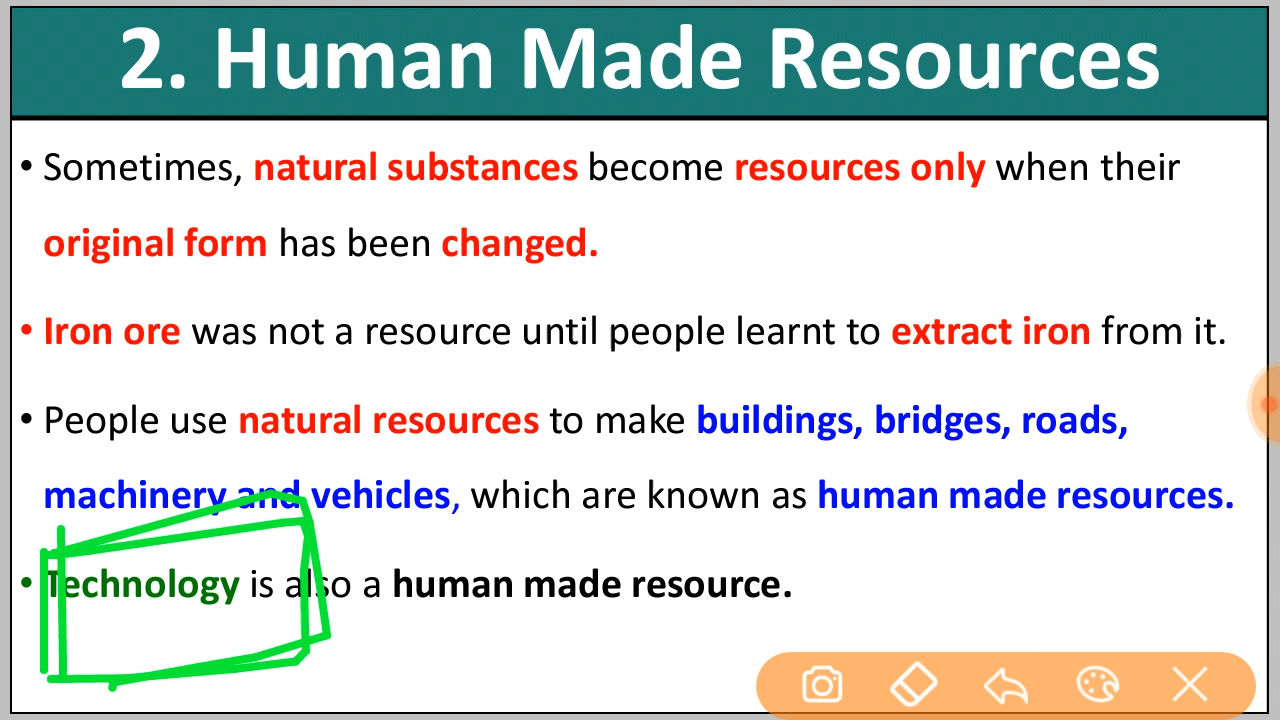 2. Human Made Resources
• Sometimes, natural substances become resources only when their
original form has been changed.
• Iron ore was not a resource until people learnt to extract iron from it.
• People use natural resources to make buildings, bridges, roads,
machinery and vehicles, which are known as human made resources.
• Technology is also a human made resource.